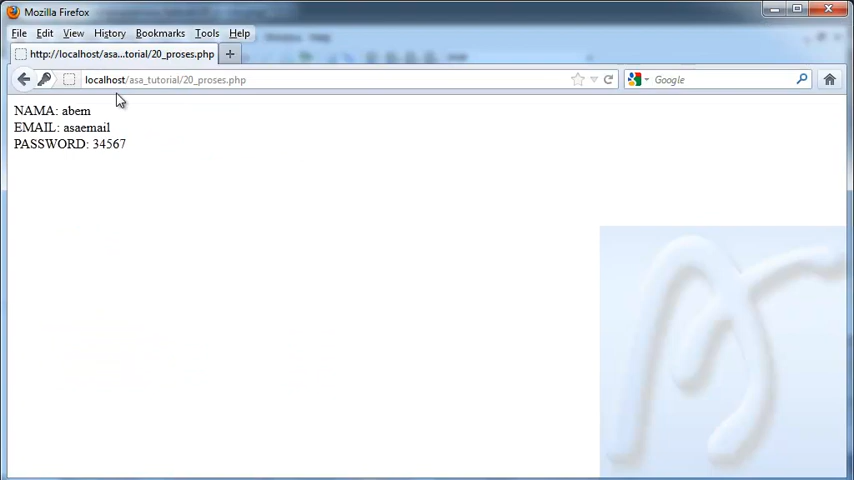 Mozilla Firefox
File Edit View History Bookmarks Tools Help
http://localhost/asa...torial/20_proses.php
localhost/asa_tutorial/20_proses.php
Google
NAMA: abem
EMAIL: asaemail
PASSWORD: 34567